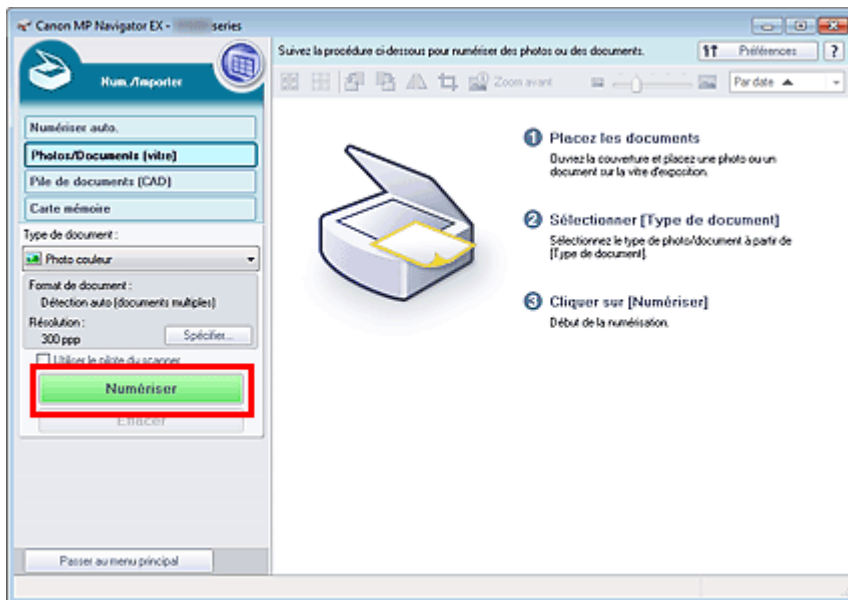 Canon MP Navigator EX - series
Suivez la procédure ci-dessous pour numériser des photos ou des documents.
Préférences
?
Num./Importer
Zoom avant
Par date
Numériser auto.
Photos/Documents (vitre)
Pile de documents (CAD)
Carte mémoire
Type de document :
Photo couleur
Format de document :
Détection auto (documents multiples)
Résolution :
300 ppp
Spécifier...
Utiliser le pilote du scanner
Numériser
Effacer
Passer au menu principal
1 Placez les documents
Ouvrez la couverture et placez une photo ou un
document sur la vitre d'exposition.
2 Sélectionner [Type de document]
Sélectionnez le type de photo/document à partir de
[Type de document].
3 Cliquer sur [Numériser]
Début de la numérisation.